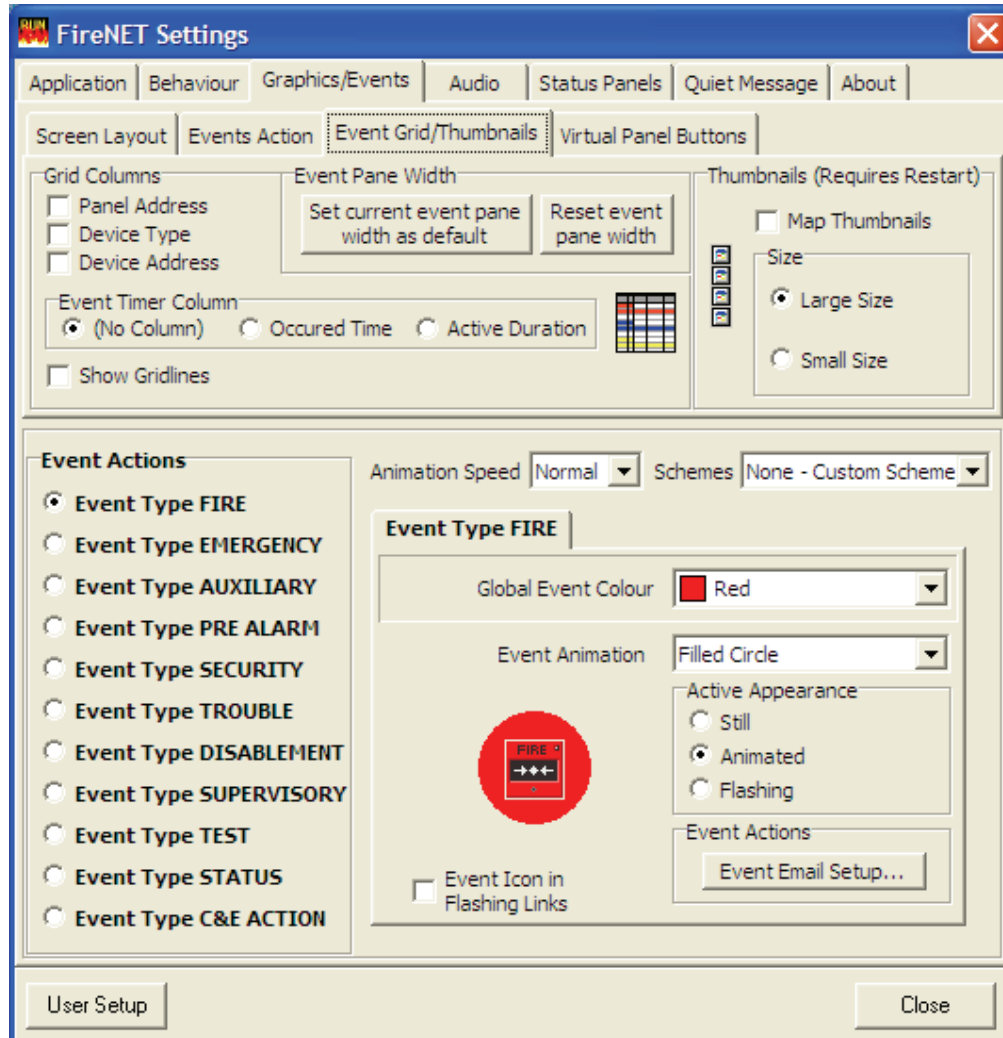 FireNET Settings
Application Behaviour Graphics/Events Audio Status Panels Quiet Message About
Screen Layout Events Action Event Grid/Thumbnails Virtual Panel Buttons
Grid Columns
Panel Address
Device Type
Device Address
Event Pane Width
Set current event pane
width as default
Reset event
pane width
Event Timer Column
(No Column) Occured Time Active Duration
Show Gridlines
Thumbnails (Requires Restart)
Map Thumbnails
Size
Large Size
Small Size
Event Actions
Event Type FIRE
Event Type EMERGENCY
Event Type AUXILIARY
Event Type PRE ALARM
Event Type SECURITY
Event Type TROUBLE
Event Type DISABLEMENT
Event Type SUPERVISORY
Event Type TEST
Event Type STATUS
Event Type C&E ACTION
Animation Speed Normal Schemes None - Custom Scheme
Event Type FIRE
Global Event Colour Red
Event Animation Filled Circle
Active Appearance
Still
Animated
Flashing
FIRE
Event Icon in
Flashing Links
Event Actions
Event Email Setup...
User Setup Close